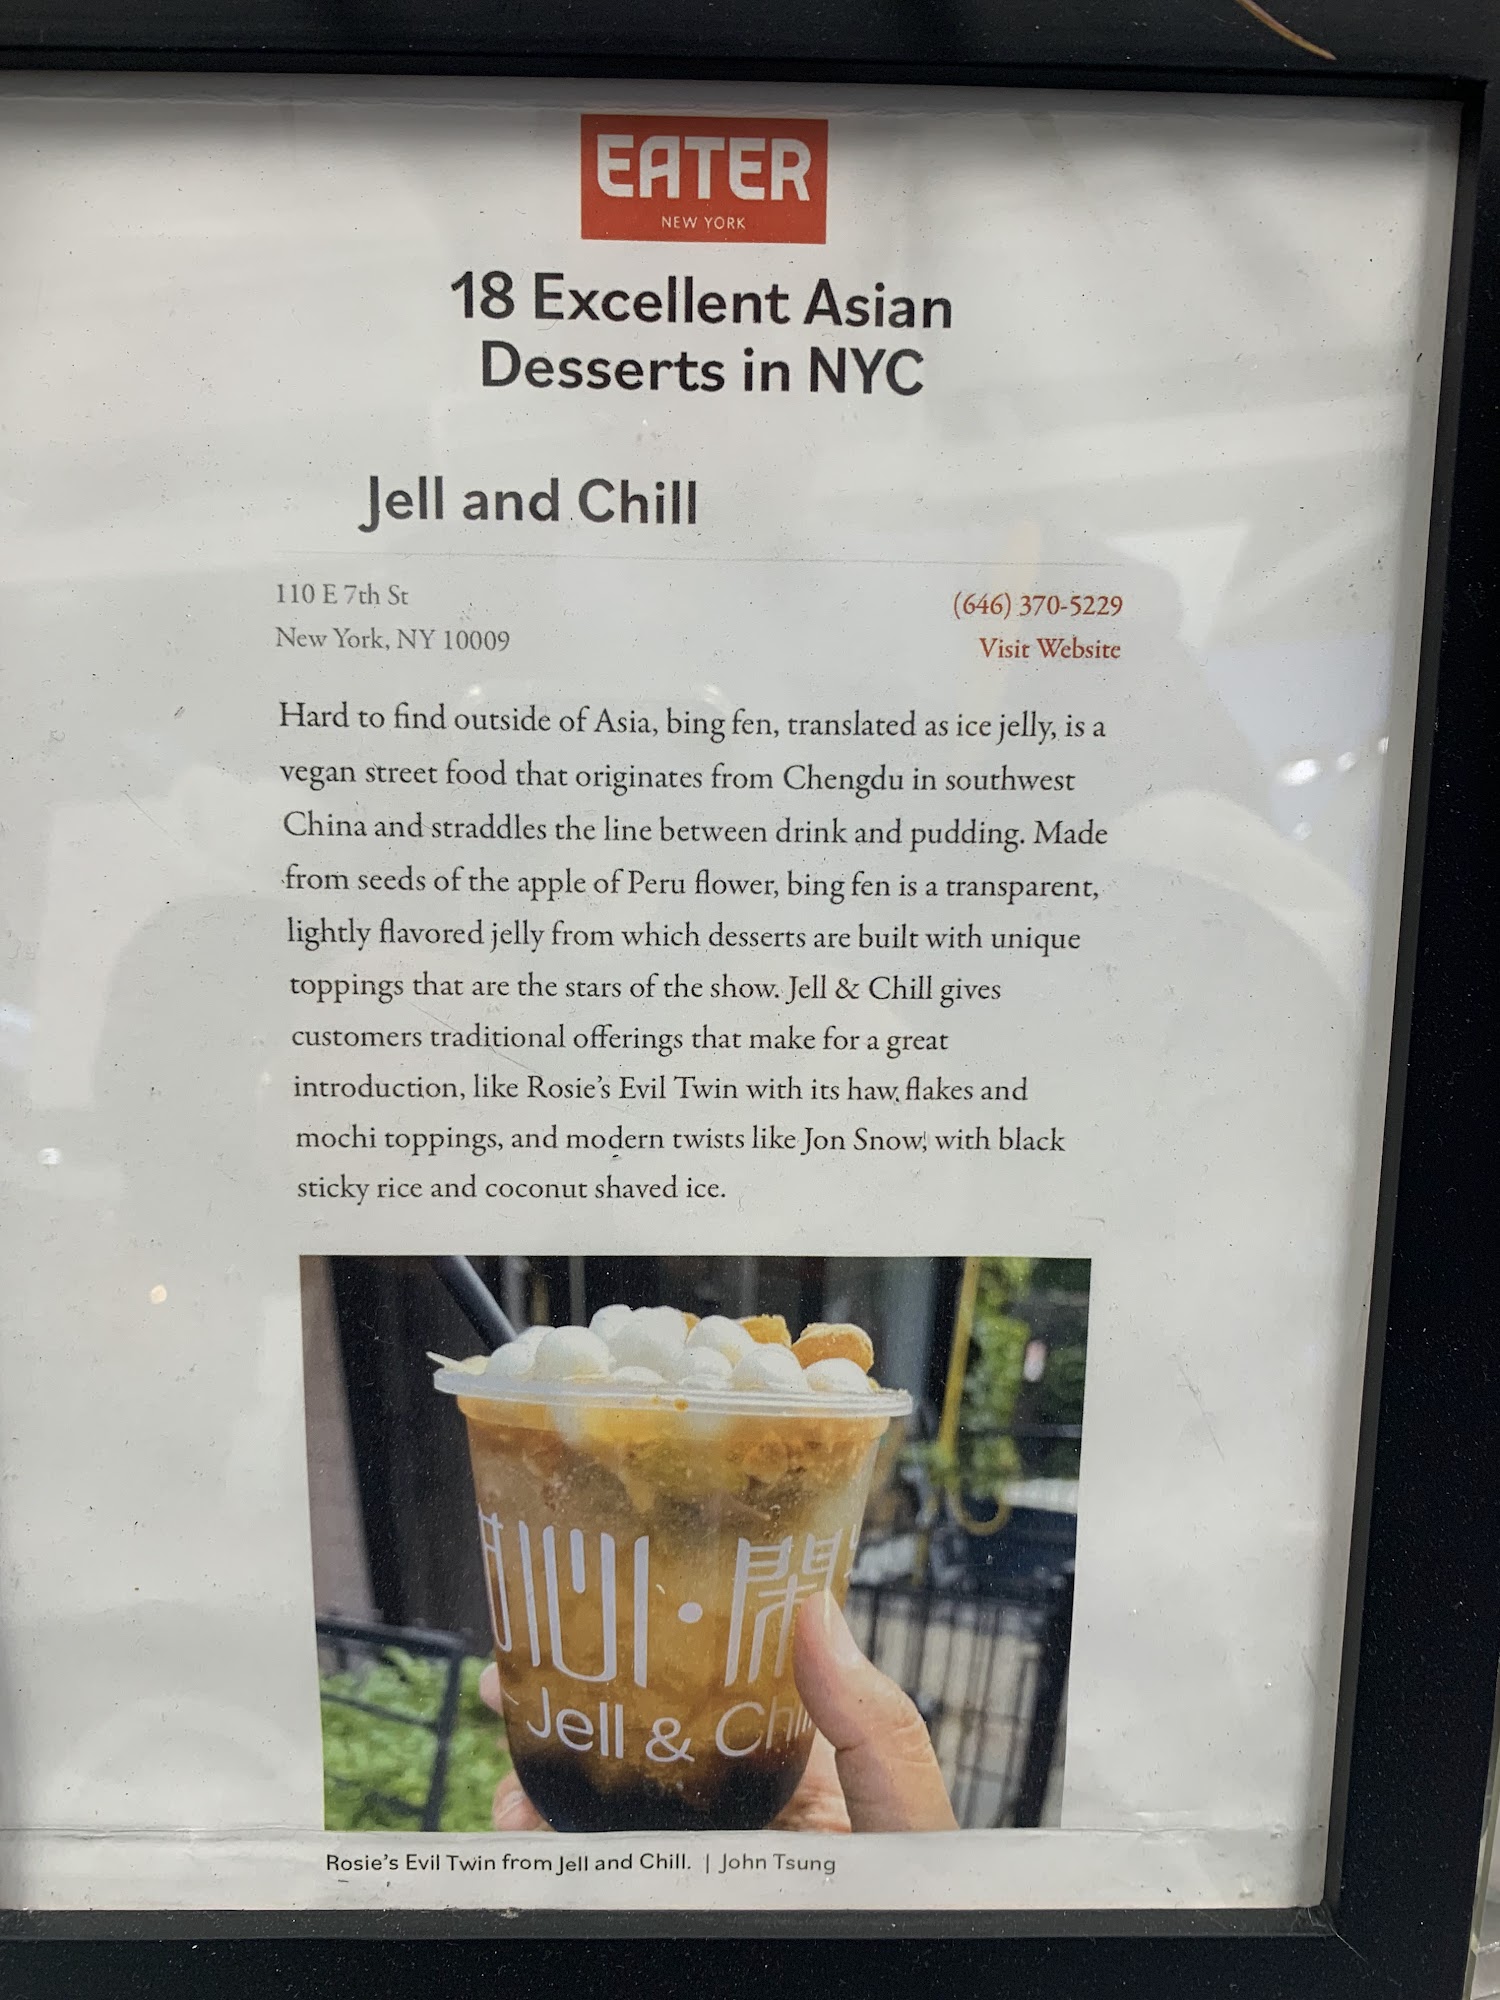 EATER
NEW YORK
18 Excellent Asian
Desserts in NYC
Jell and Chill
110 E 7th St
New York, NY 10009
(646) 370-5229
Visit Website
Hard to find outside of Asia, bing fen, translated as ice jelly, is a
vegan street food that originates from Chengdu in southwest
China and straddles the line between drink and pudding. Made
from seeds of the apple of Peru flower, bing fen is a transparent,
lightly flavored jelly from which desserts are built with unique
toppings that are the stars of the show. Jell & Chill gives
customers traditional offerings that make for a great
introduction, like Rosie's Evil Twin with its haw flakes and
mochi toppings, and modern twists like Jon Snow, with black
sticky rice and coconut shaved ice.
心·開
Jell & Chill
Rosie's Evil Twin from Jell and Chill. | John Tsung